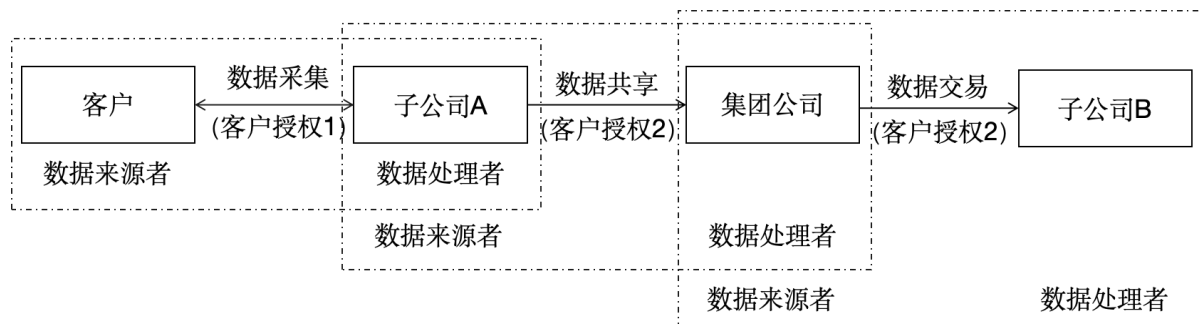 数据采集
数据共享
数据交易
客户
子公司A
集团公司
子公司B
(客户授权1)
(客户授权2)
(客户授权2)
数据来源者
数据处理者
数据来源者
数据处理者
数据来源者
数据处理者